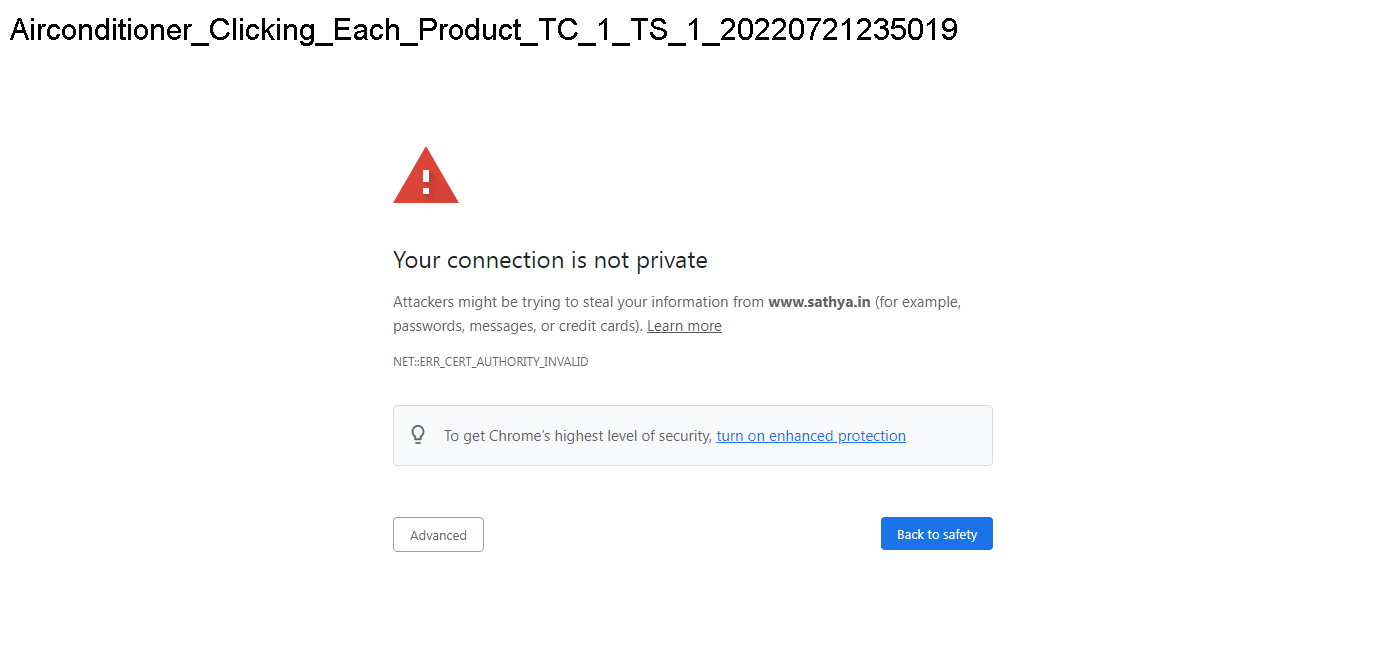 Airconditioner_Clicking_Each_Product_TC_1_TS_1_20220721235019
Your connection is not private
Attackers might be trying to steal your information from www.sathya.in (for example,
passwords, messages, or credit cards). Learn more
NET::ERR_CERT_AUTHORITY_INVALID
To get Chrome's highest level of security, turn on enhanced protection
Advanced
Back to safety